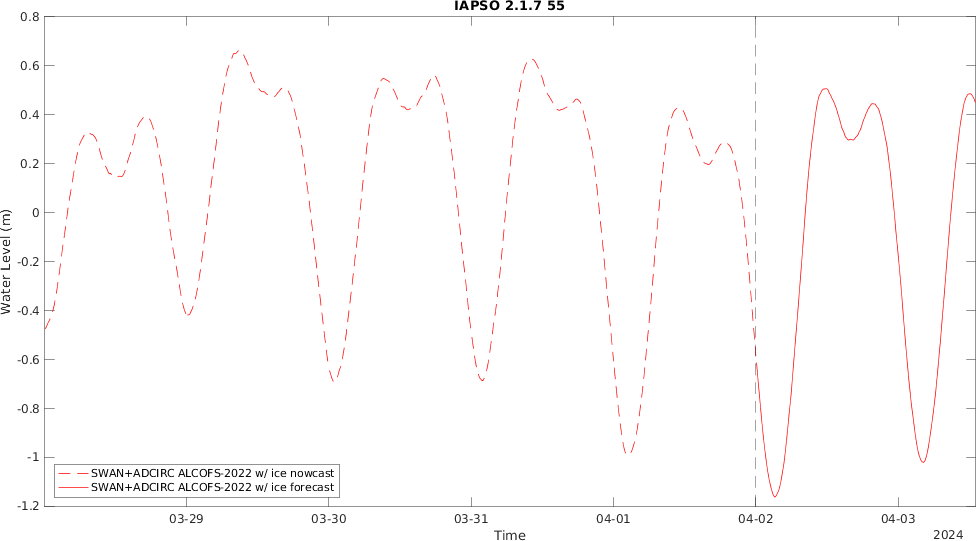 IAPSO 2.1.7 55
0.8
0.6
0.4
0.2
0
-0.2
-0.4
-0.6
-0.8
-1
-1.2
Water Level (m)
SWAN+ADCIRC ALCOFS-2022 w/ ice nowcast
SWAN+ADCIRC ALCOFS-2022 w/ ice forecast
03-29 03-30 03-31 04-01 04-02 04-03
Time
2024